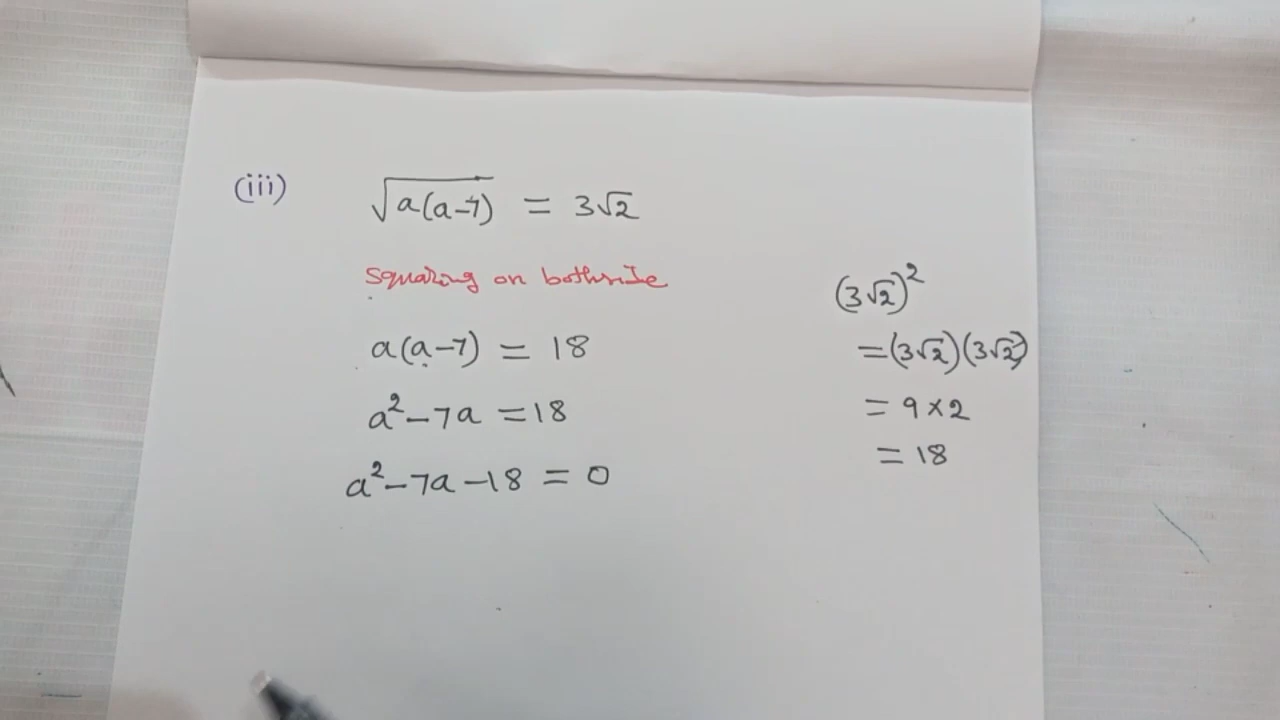 (iii) √a(a-7) = 3√2
squaring on bothside
a(a-7) = 18
a²-7a = 18
a²-7a-18 = 0
(3√2)²
= (3√2)(3√2)
= 9 × 2
= 18